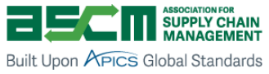 ascm ASSOCIATION FOR
SUPPLY CHAIN
MANAGEMENT
Built Upon APICS Global Standards